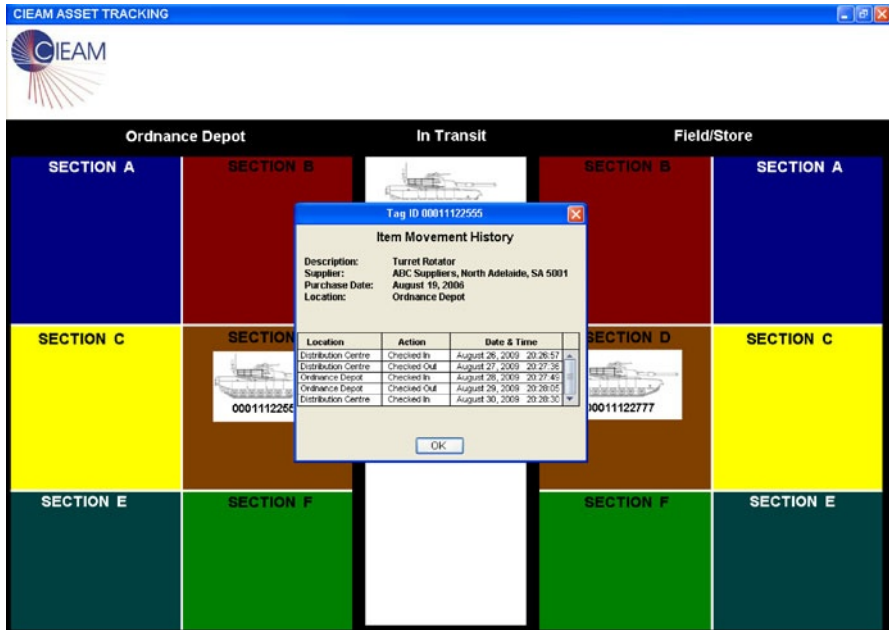 CIEAM ASSET TRACKING
CIEAM
Ordnance Depot In Transit Field/Store
SECTION A SECTION B SECTION B SECTION A
Tag ID 00011122555
Item Movement History
Description: Turret Rotator
Supplier: ABC Suppliers, North Adelaide, SA 5001
Purchase Date: August 19, 2006
Location: Ordnance Depot
SECTION C SECTION SECTION D SECTION C
Location Action Date & Time
Distribution Centre Checked In August 26, 2009 20:26:57
Distribution Centre Checked Out August 27, 2009 20:27:36
Ordnance Depot Checked In August 28, 2009 20:27:49
Ordnance Depot Checked Out August 29, 2009 20:28:05
Distribution Centre Checked In August 30, 2009 20:28:30
0001112255 00011122777
OK
SECTION E SECTION F SECTION F SECTION E